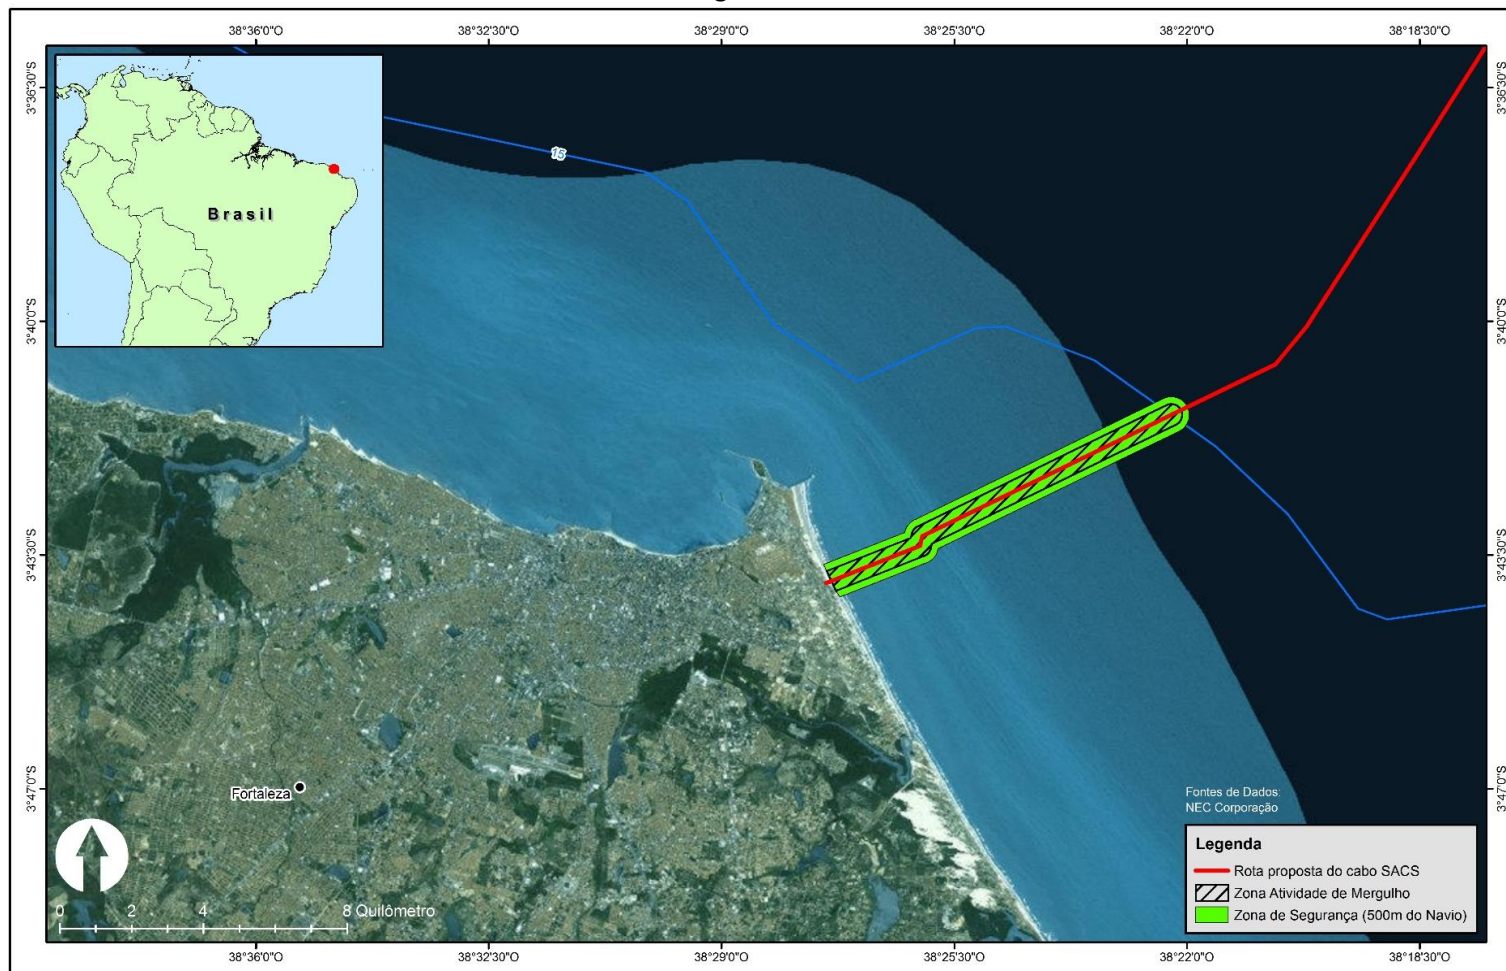 38°36'0"O
38°32'30"O
38°29'0"O
38°25'30"O
38°22'0"O
38°18'30"O
3°36'30"S
3°36'30"S
Brasil
15
3°40'0"S
3°40'0"S
3°43'30"S
3°43'30"S
3°47'0"S
3°47'0"S
Fortaleza
Fontes de Dados:
NEC Corporação
Legenda
Rota proposta do cabo SACS
Zona Atividade de Mergulho
Zona de Segurança (500m do Navio)
0 2 4 8 Quilômetro
38°36'0"O
38°32'30"O
38°29'0"O
38°25'30"O
38°22'0"O
38°18'30"O